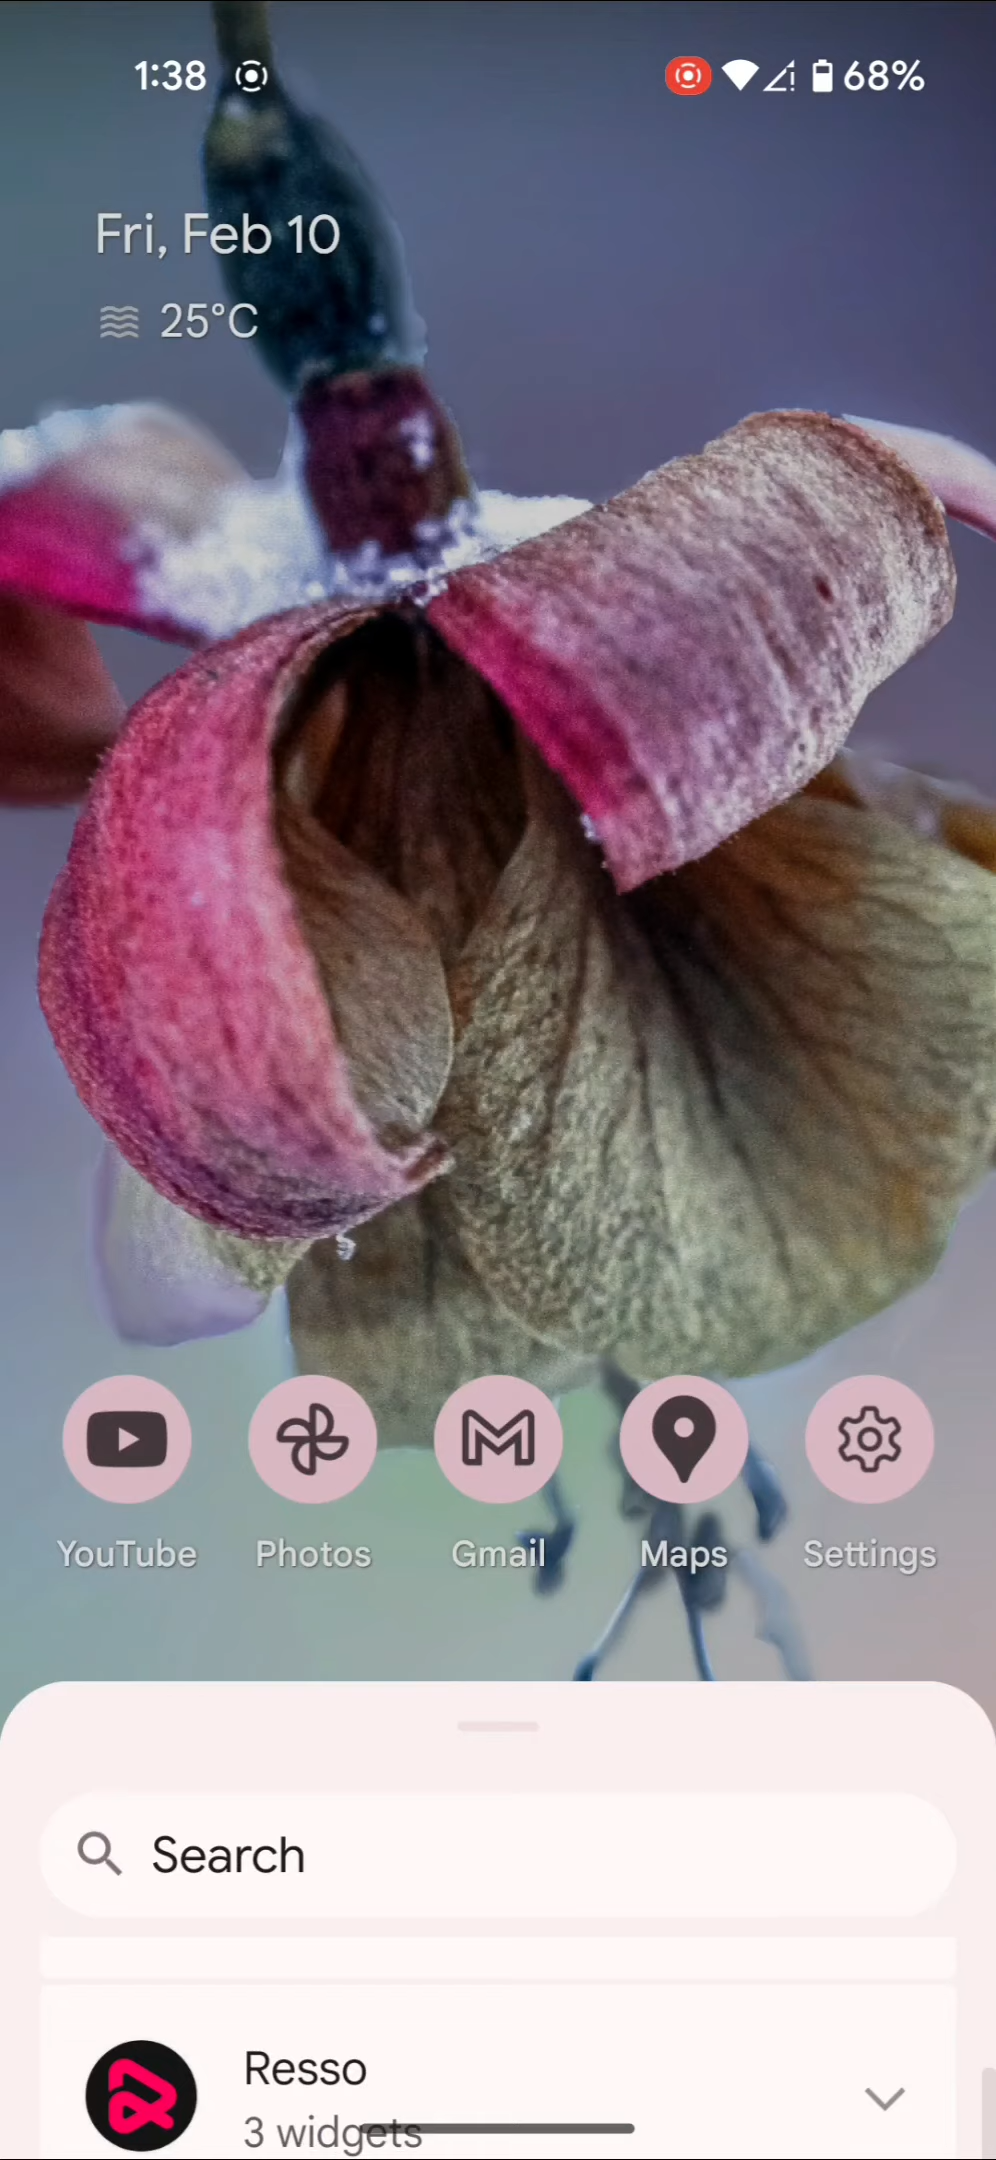 1:38
68%
Fri, Feb 10
25°C
YouTube
Photos
Gmail
Maps
Settings
Search
Resso
3 widgets